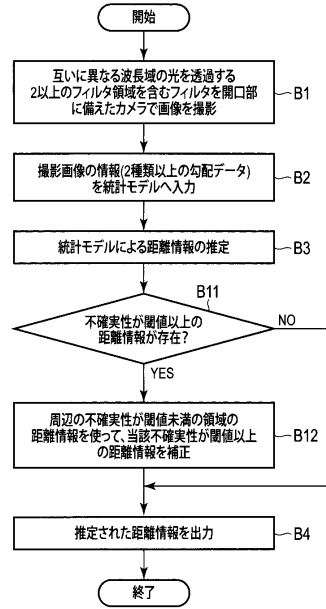 開始
互いに異なる波長域の光を透過する
2以上のフィルタ領域を含むフィルタを開口部
に備えたカメラで画像を撮影
B1
撮影画像の情報(2種類以上の勾配データ)
を統計モデルへ入力
B2
統計モデルによる距離情報の推定
B3
B11
不確実性が閾値以上の
距離情報が存在?
NO
YES
周辺の不確実性が閾値未満の領域の
距離情報を使って、当該不確実性が閾値以上
の距離情報を補正
B12
推定された距離情報を出力
B4
終了